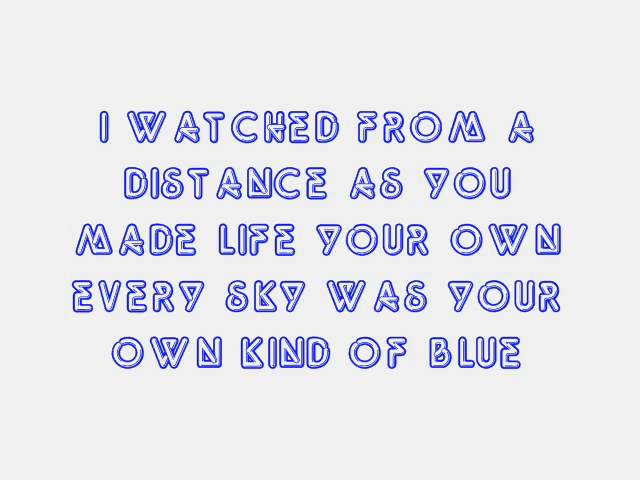 I WATCHED FROM A
DISTANCE AS YOU
MADE LIFE YOUR OWN
EVERY SKY WAS YOUR
OWN KIND OF BLUE